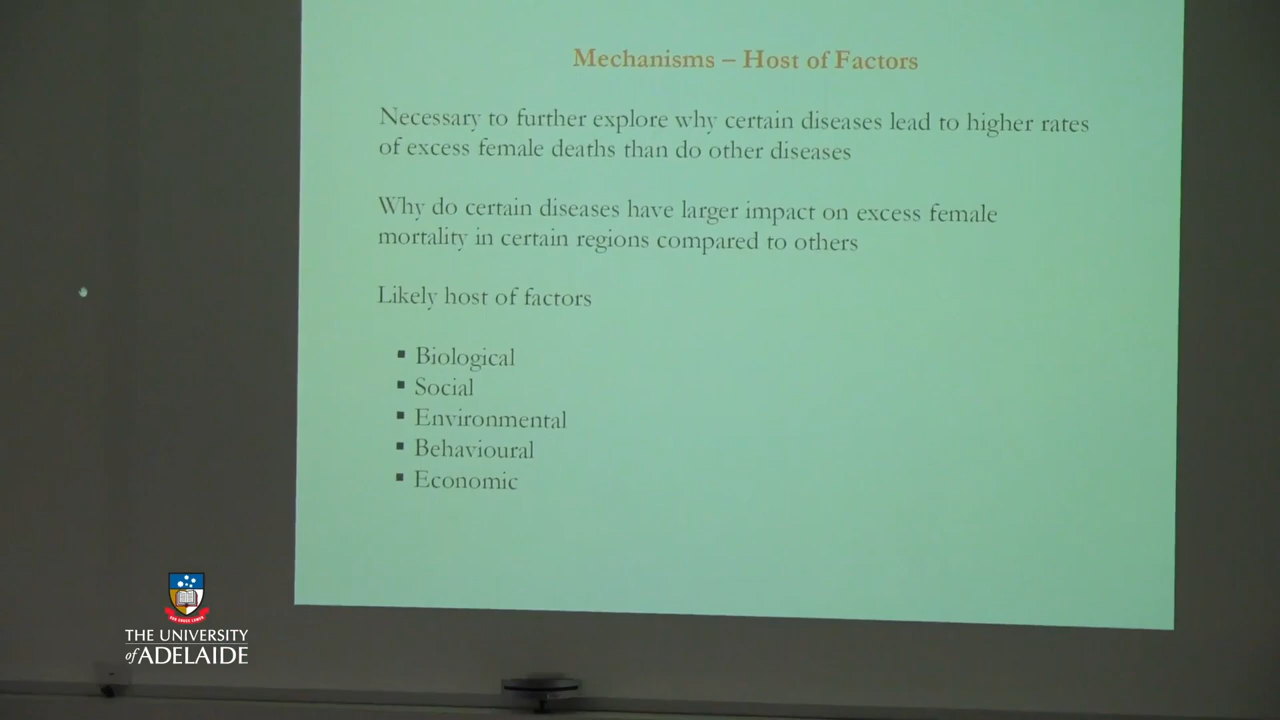 Mechanisms – Host of Factors
Necessary to further explore why certain diseases lead to higher rates
of excess female deaths than do other diseases
Why do certain diseases have larger impact on excess female
mortality in certain regions compared to others
Likely host of factors
▪ Biological
▪ Social
▪ Environmental
▪ Behavioural
▪ Economic
THE UNIVERSITY
of ADELAIDE